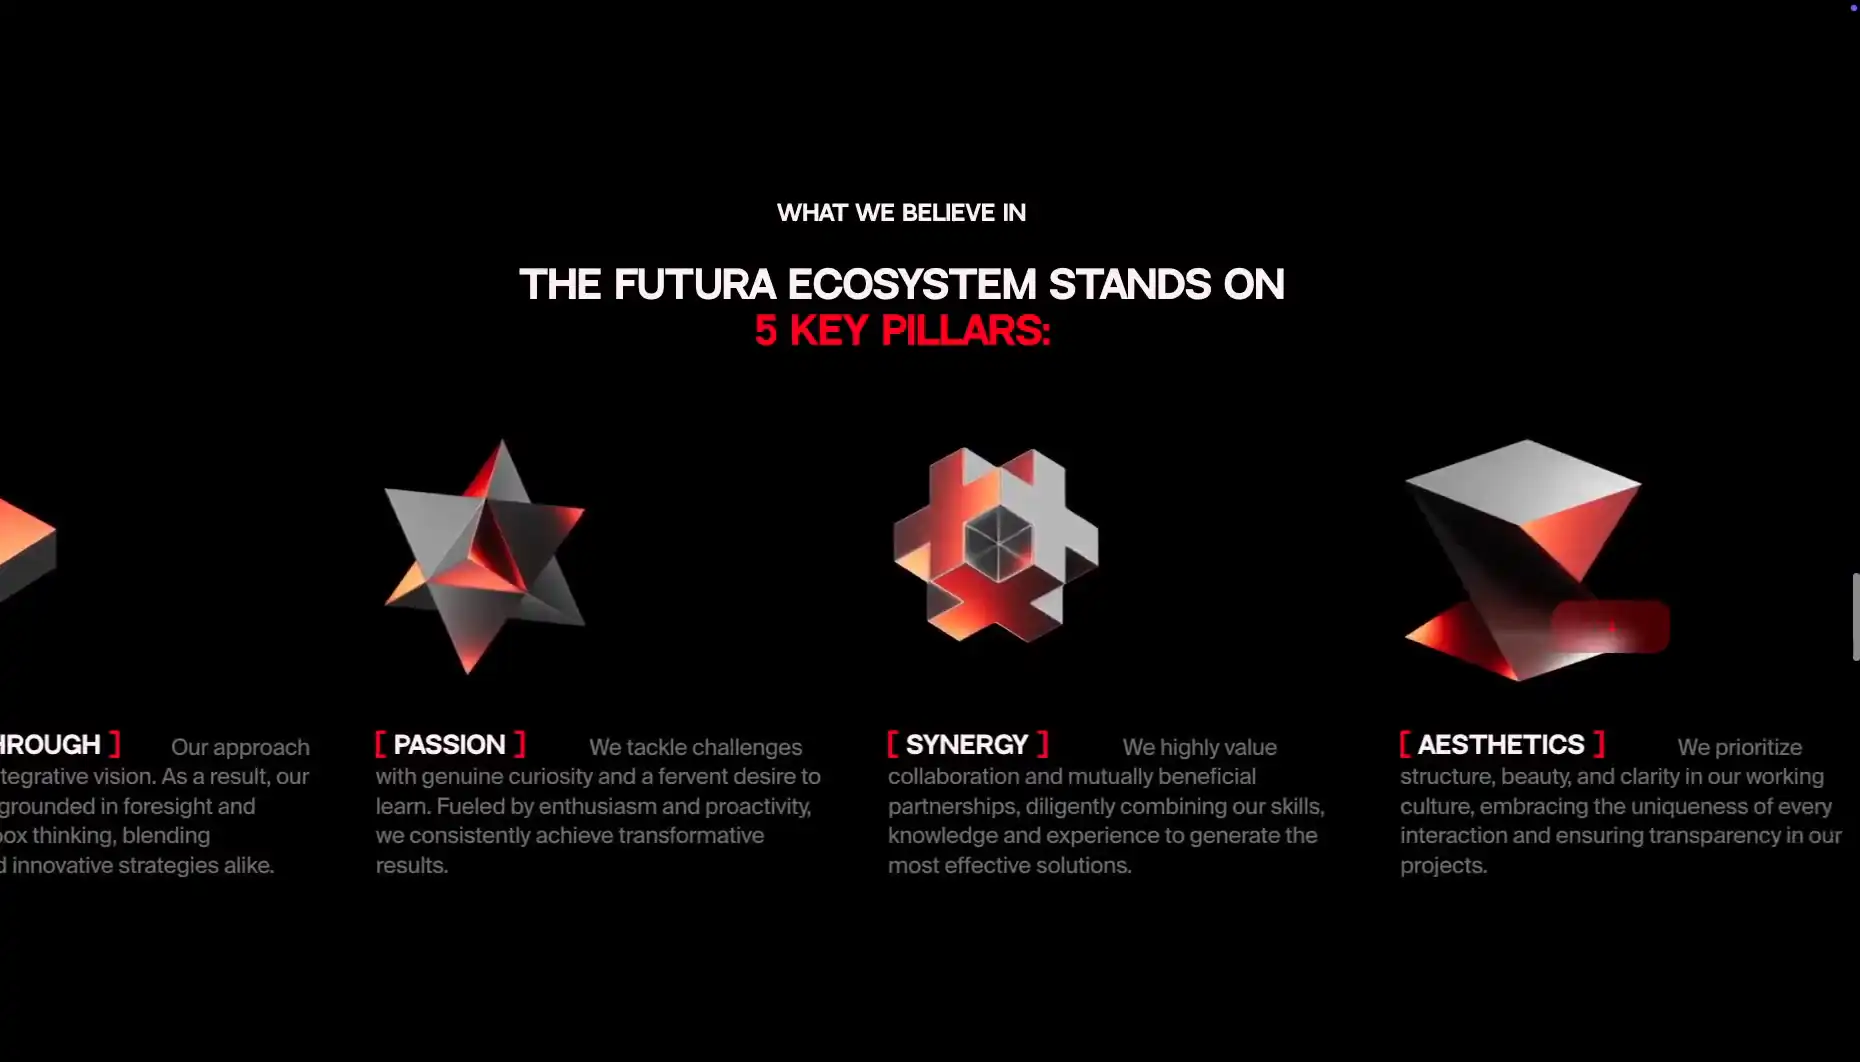 WHAT WE BELIEVE IN
THE FUTURA ECOSYSTEM STANDS ON
5 KEY PILLARS:
HROUGH ] Our approach
tegrative vision. As a result, our
grounded in foresight and
ox thinking, blending
d innovative strategies alike.
[ PASSION ] We tackle challenges
with genuine curiosity and a fervent desire to
learn. Fueled by enthusiasm and proactivity,
we consistently achieve transformative
results.
[ SYNERGY ] We highly value
collaboration and mutually beneficial
partnerships, diligently combining our skills,
knowledge and experience to generate the
most effective solutions.
[ AESTHETICS ] We prioritize
structure, beauty, and clarity in our working
culture, embracing the uniqueness of every
interaction and ensuring transparency in our
projects.